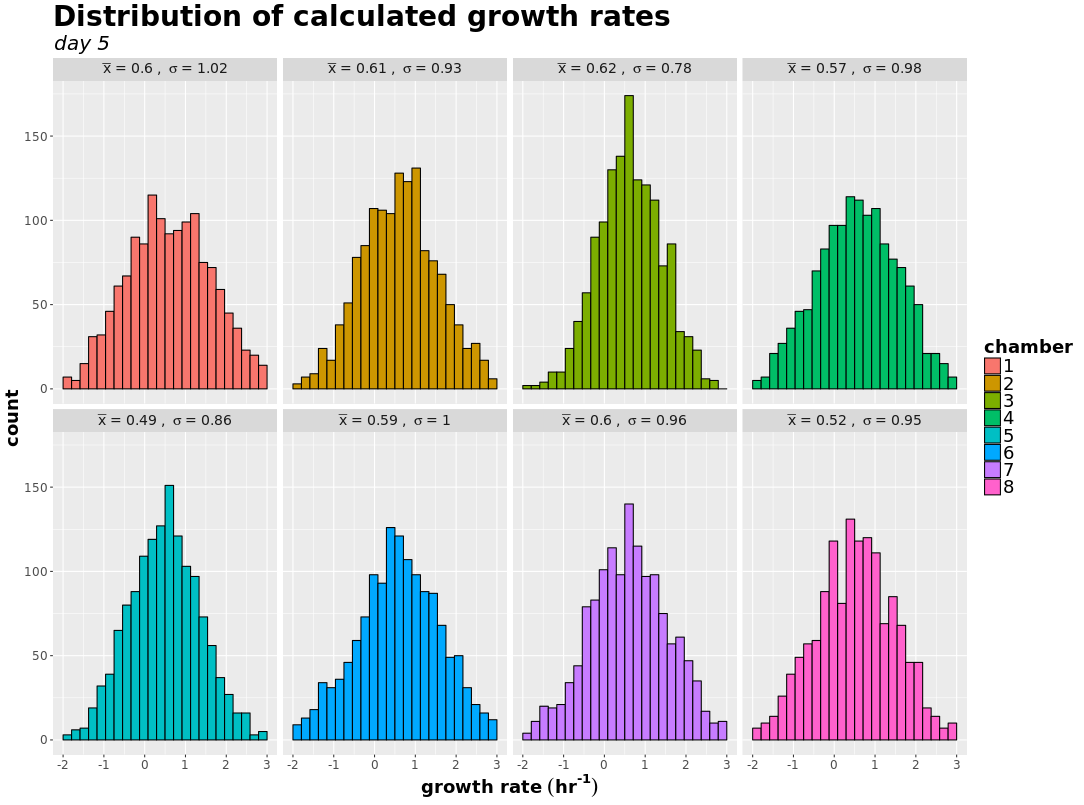 Distribution of calculated growth rates
day 5
x̅ = 0.6 , σ = 1.02
x̅ = 0.61 , σ = 0.93
x̅ = 0.62 , σ = 0.78
x̅ = 0.57 , σ = 0.98
150
100
50
0
x̅ = 0.49 , σ = 0.86
x̅ = 0.59 , σ = 1
x̅ = 0.6 , σ = 0.96
x̅ = 0.52 , σ = 0.95
150
100
50
0
-2 -1 0 1 2 3
-2 -1 0 1 2 3
-2 -1 0 1 2 3
-2 -1 0 1 2 3
growth rate (hr⁻¹)
count
chamber
1
2
3
4
5
6
7
8